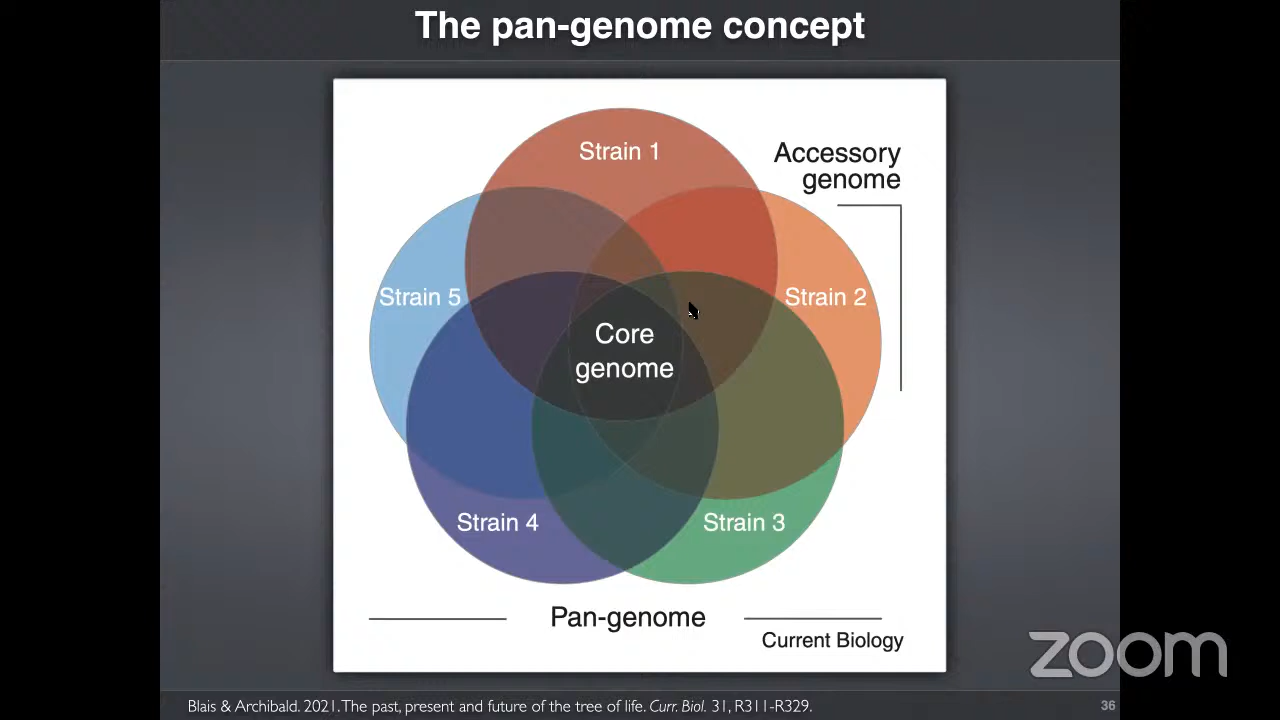 The pan-genome concept
Strain 1
Accessory
genome
Strain 5
Strain 2
Core
genome
Strain 4
Strain 3
Pan-genome
Current Biology
zoom
Blais & Archibald. 2021.The past, present and future of the tree of life. Curr. Biol. 31, R311-R329.
36